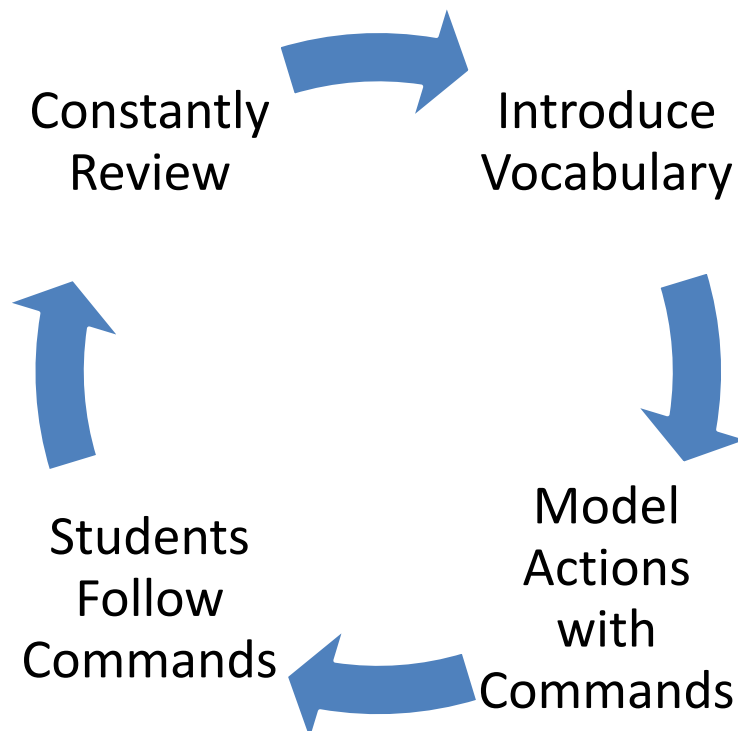 Constantly
Review
Introduce
Vocabulary
Model
Actions
with
Commands
Students
Follow
Commands